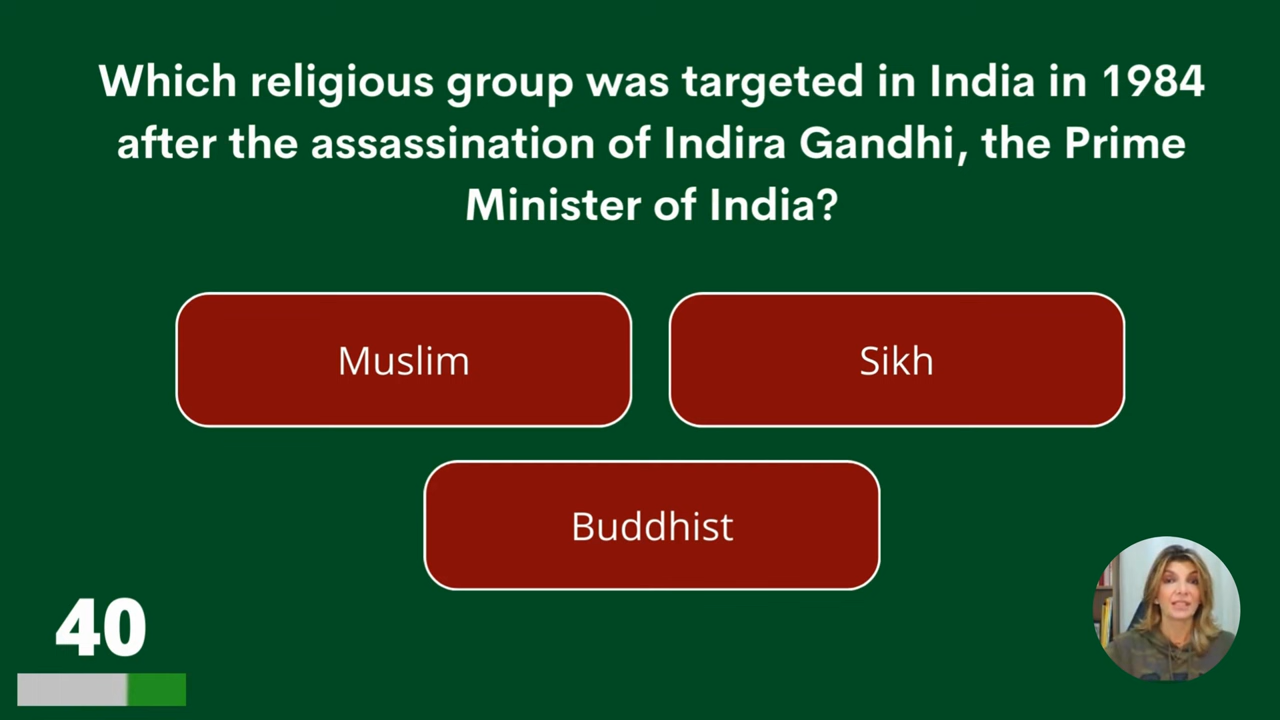 Which religious group was targeted in India in 1984
after the assassination of Indira Gandhi, the Prime
Minister of India?
Muslim
Sikh
Buddhist
40